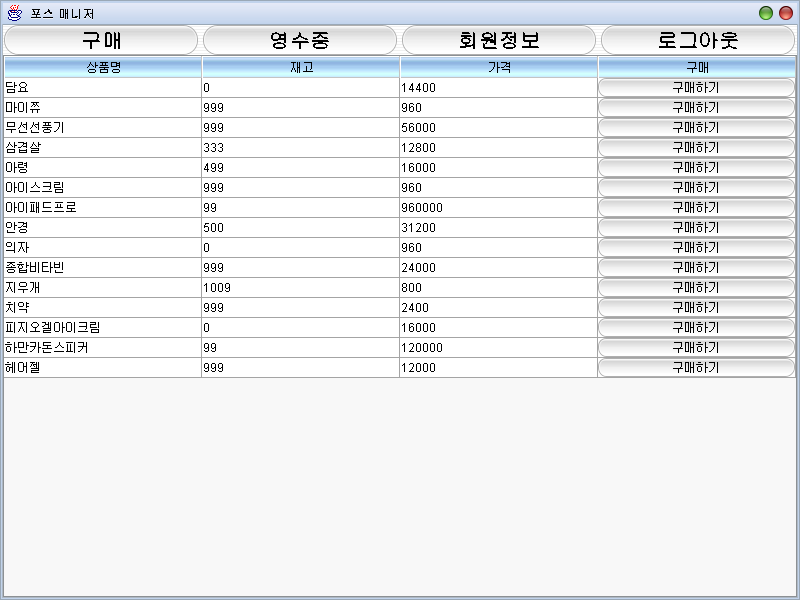 포스 매니저
구매 영수증 회원정보 로그아웃
상품명 재고 가격 구매
담요 0 14400 구매하기
마이쮸 999 960 구매하기
무선선풍기 999 56000 구매하기
삼겹살 333 12800 구매하기
아령 499 16000 구매하기
아이스크림 999 960 구매하기
아이패드프로 99 960000 구매하기
안경 500 31200 구매하기
의자 0 960 구매하기
종합비타빈 999 24000 구매하기
지우개 1009 800 구매하기
치약 999 2400 구매하기
피지오겔아이크림 0 16000 구매하기
하만카돈스피커 99 120000 구매하기
헤어젤 999 12000 구매하기